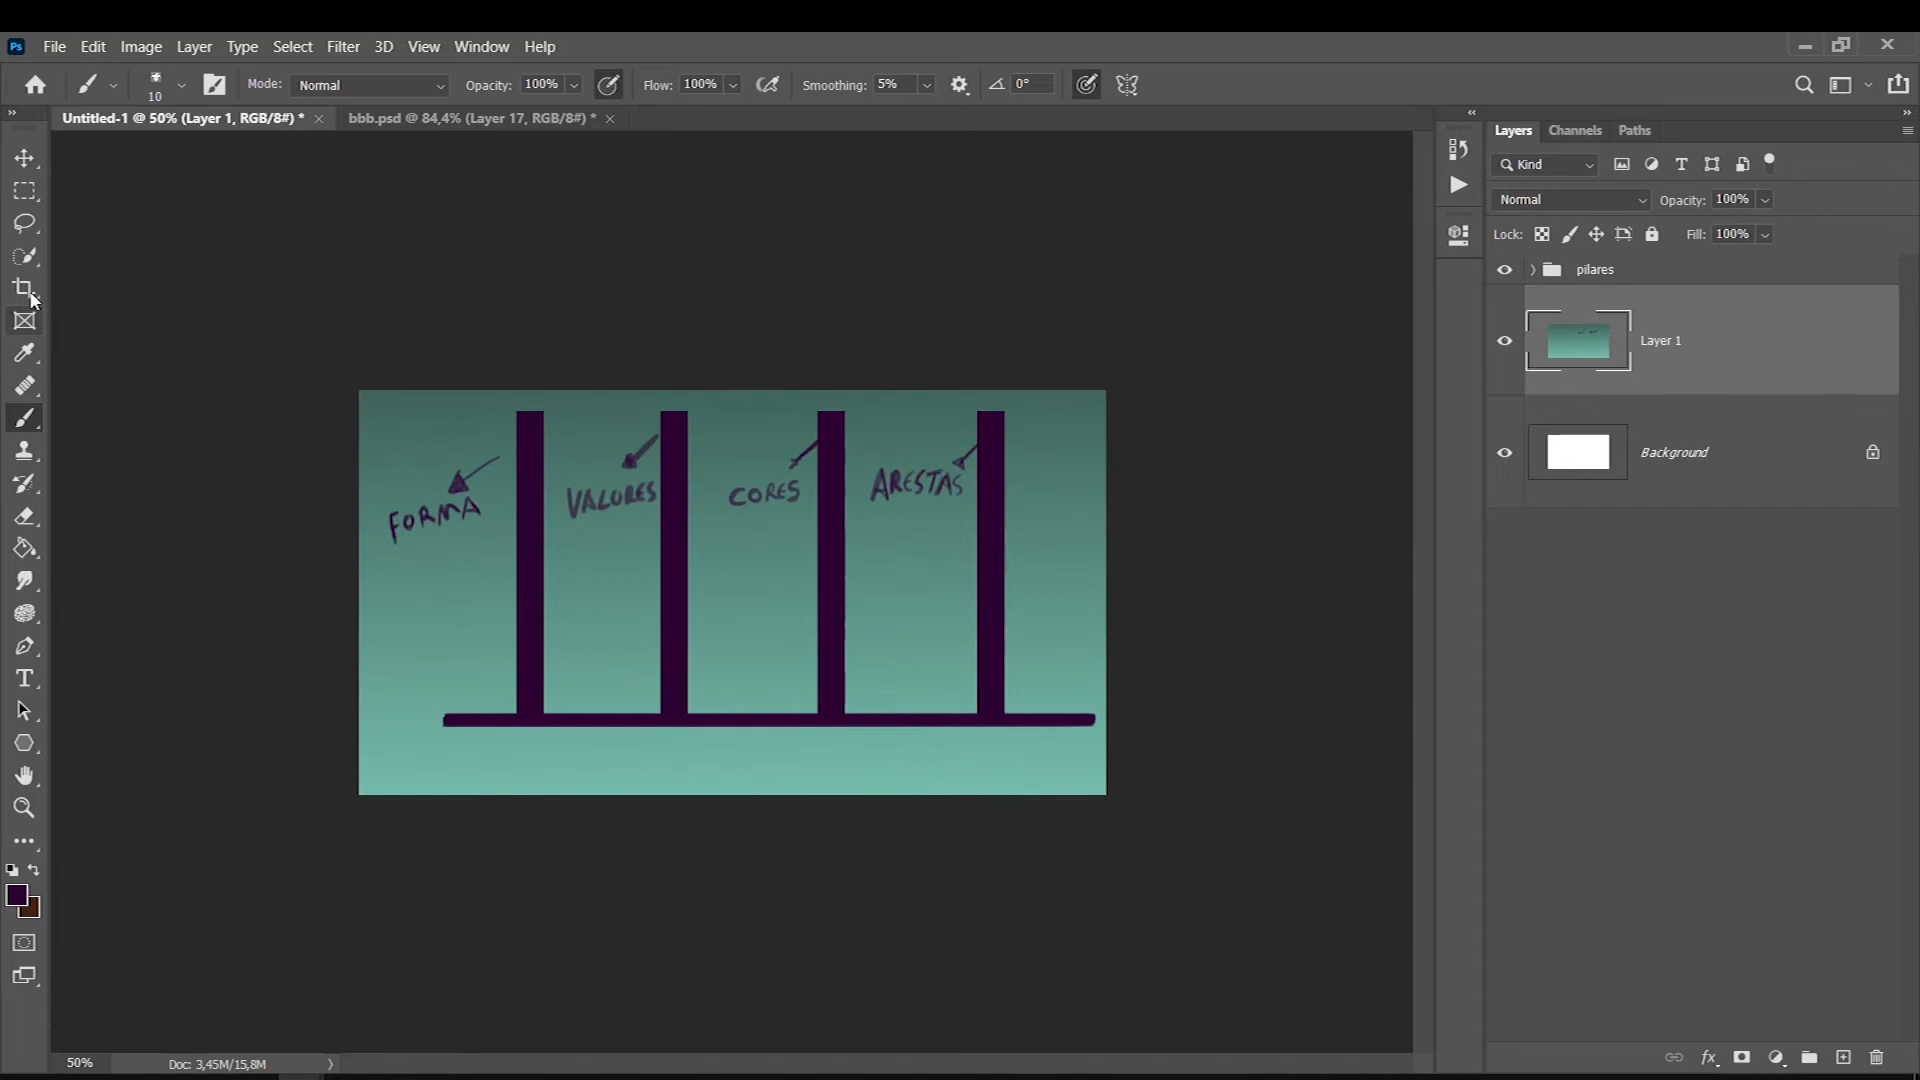 Ps File Edit Image Layer Type Select Filter 3D View Window Help
10 Mode: Normal Opacity: 100% Flow: 100% Smoothing: 5% 0°
Untitled-1 @ 50% (Layer 1, RGB/8#) * bbb.psd @ 84,4% (Layer 17, RGB/8#) *
Layers Channels Paths
Kind
Normal Opacity: 100%
Lock: Fill: 100%
pilares
Layer 1
Background
FORMA
VALORES
CORES
ARESTAS
50% Doc: 3,45M/15,8M